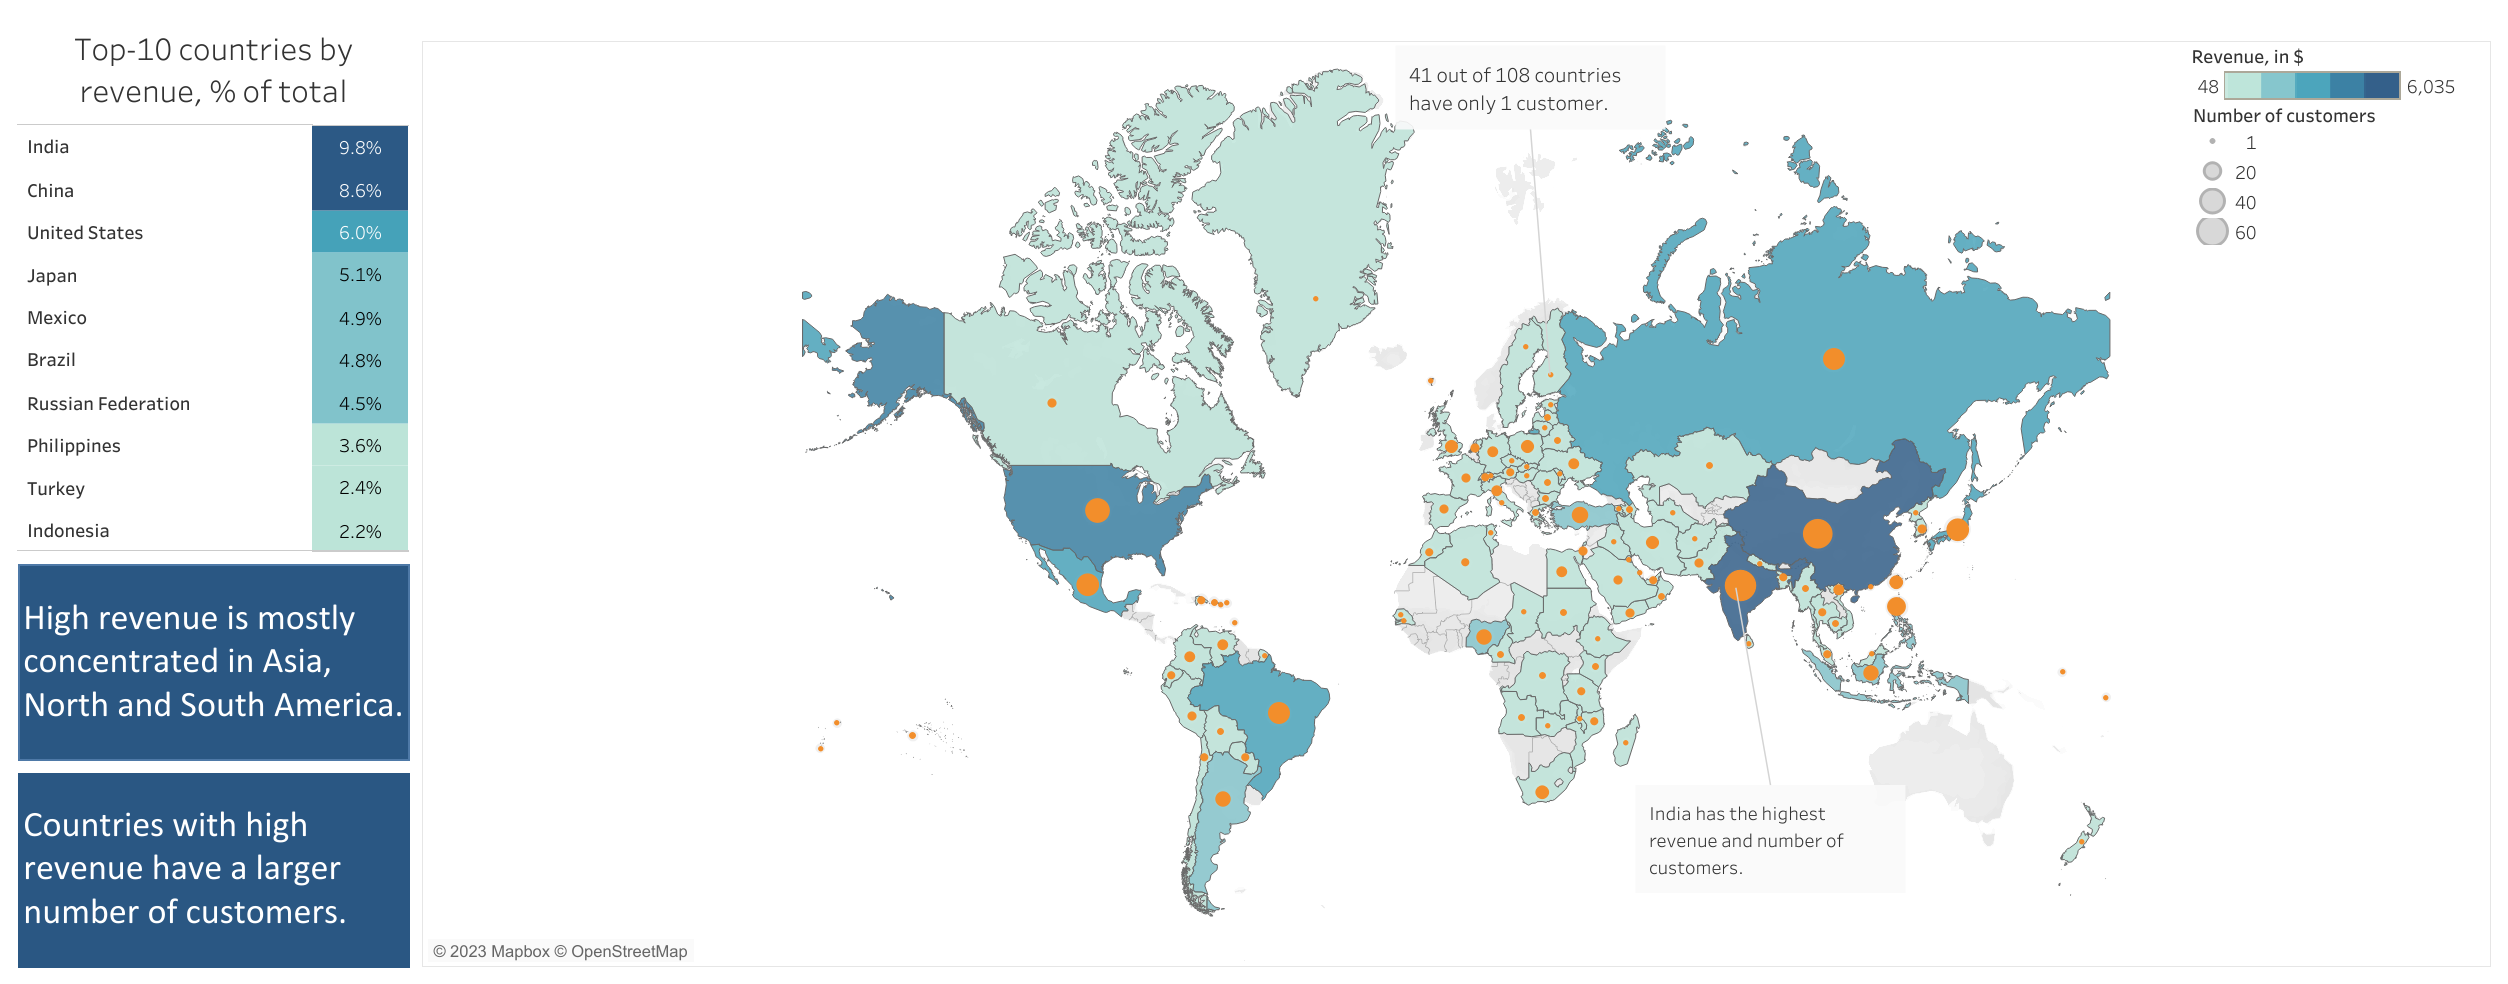 Top-10 countries by
revenue, % of total
India 9.8%
China 8.6%
United States 6.0%
Japan 5.1%
Mexico 4.9%
Brazil 4.8%
Russian Federation 4.5%
Philippines 3.6%
Turkey 2.4%
Indonesia 2.2%
High revenue is mostly
concentrated in Asia,
North and South America.
Countries with high
revenue have a larger
number of customers.
41 out of 108 countries
have only 1 customer.
India has the highest
revenue and number of
customers.
Revenue, in $
48 6,035
Number of customers
1
20
40
60
© 2023 Mapbox © OpenStreetMap